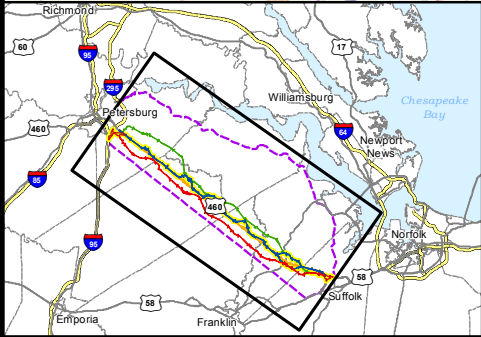 Richmond
60
95
17
295
Williamsburg
Chesapeake
Bay
Petersburg
460
64
Newport
News
85
460
95
Norfolk
58
Suffolk
58
Emporia
Franklin